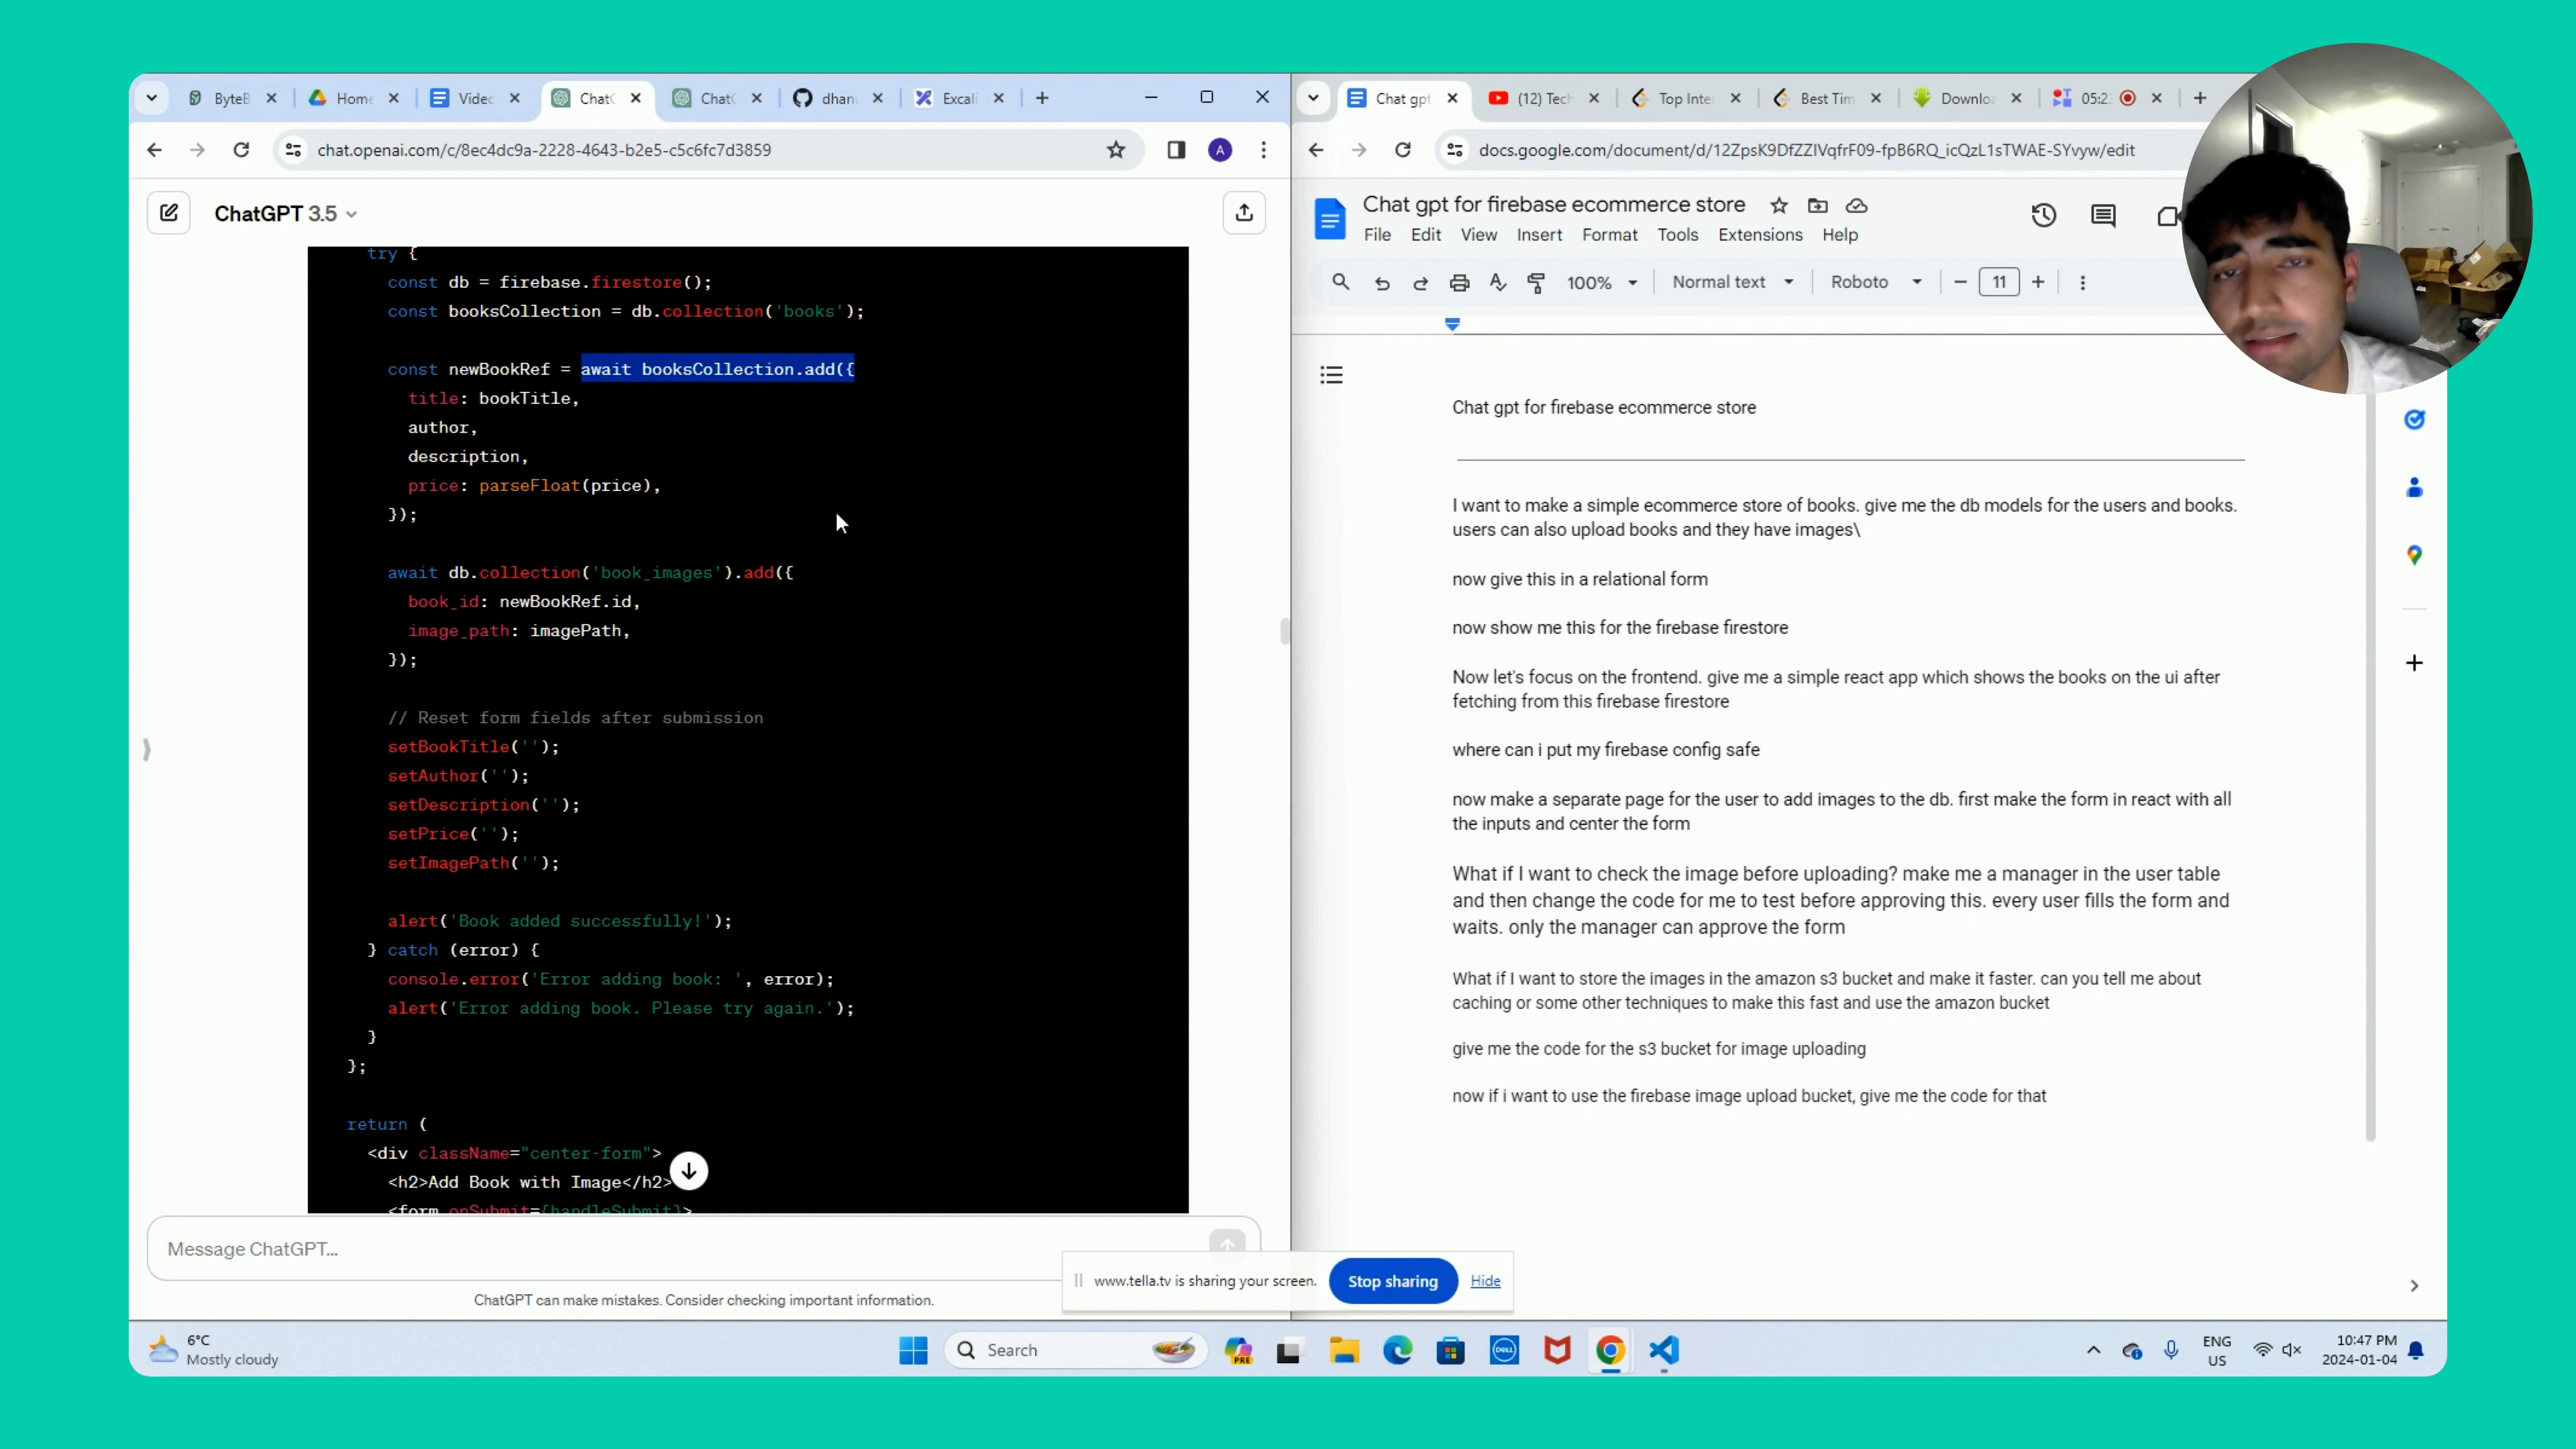 ByteB
Home
Videc
ChatG
ChatG
dhan
Excali
chat.openai.com/c/8ec4dc9a-2228-4643-b2e5-c5c6fc7d3859
A
ChatGPT 3.5
try {
const db = firebase.firestore();
const booksCollection = db.collection('books');
const newBookRef = await booksCollection.add({
title: bookTitle,
author,
description,
price: parseFloat(price),
});
await db.collection('book_images').add({
book_id: newBookRef.id,
image_path: imagePath,
});
// Reset form fields after submission
setBookTitle('');
setAuthor('');
setDescription('');
setPrice('');
setImagePath('');
alert('Book added successfully!');
} catch (error) {
console.error('Error adding book: ', error);
alert('Error adding book. Please try again.');
}
};
return (
<div className="center-form">
<h2>Add Book with Image</h2>
<form onSubmit={handleSubmit}>
Message ChatGPT...
ChatGPT can make mistakes. Consider checking important information.
Chat gpt
(12) Tech
Top Inte
Best Tim
Downloa
05:2
docs.google.com/document/d/12ZpsK9DfZZIVqfrF09-fpB6RQ_icQzL1sTWAE-SYvyw/edit
Chat gpt for firebase ecommerce store
File Edit View Insert Format Tools Extensions Help
100% Normal text Roboto 11
Chat gpt for firebase ecommerce store
I want to make a simple ecommerce store of books. give me the db models for the users and books.
users can also upload books and they have images\
now give this in a relational form
now show me this for the firebase firestore
Now let's focus on the frontend. give me a simple react app which shows the books on the ui after
fetching from this firebase firestore
where can i put my firebase config safe
now make a separate page for the user to add images to the db. first make the form in react with all
the inputs and center the form
What if I want to check the image before uploading? make me a manager in the user table
and then change the code for me to test before approving this. every user fills the form and
waits. only the manager can approve the form
What if I want to store the images in the amazon s3 bucket and make it faster. can you tell me about
caching or some other techniques to make this fast and use the amazon bucket
give me the code for the s3 bucket for image uploading
now if i want to use the firebase image upload bucket, give me the code for that
www.tella.tv is sharing your screen.
Stop sharing
Hide
6°C
Mostly cloudy
Search
PRE
DELL
ENG
US
10:47 PM
2024-01-04